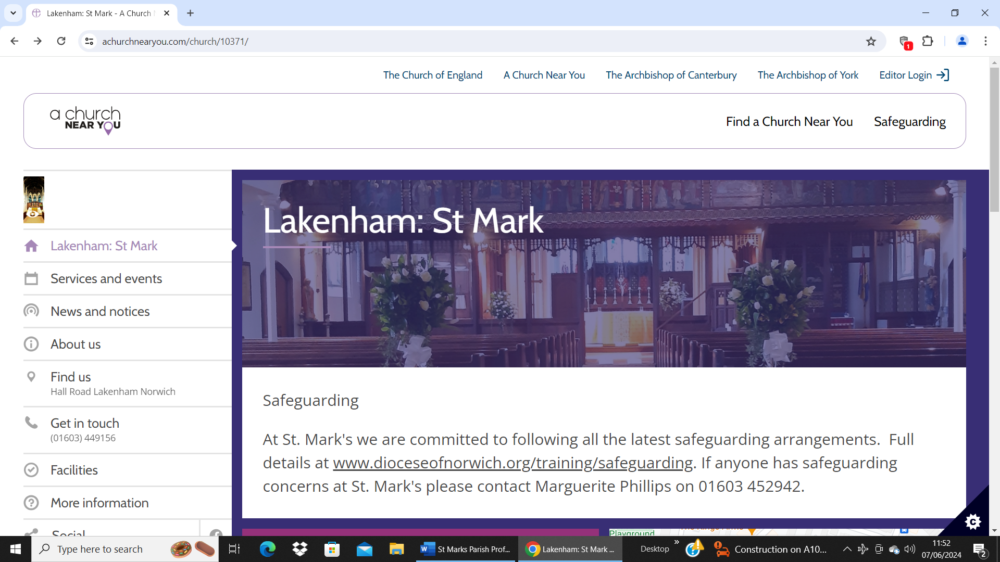 Lakenham: St Mark - A Church
achurchnearyou.com/church/10371/
1
The Church of England
A Church Near You
The Archbishop of Canterbury
The Archbishop of York
Editor Login
a church
NEAR YOU
Find a Church Near You
Safeguarding
Lakenham: St Mark
Services and events
News and notices
About us
Find us
Hall Road Lakenham Norwich
Get in touch
(01603) 449156
Facilities
More information
Social
Lakenham: St Mark
Safeguarding
At St. Mark's we are committed to following all the latest safeguarding arrangements.  Full
details at www.dioceseofnorwich.org/training/safeguarding. If anyone has safeguarding
concerns at St. Mark's please contact Marguerite Phillips on 01603 452942.
Playground
Type here to search
St Marks Parish Prof...
Lakenham: St Mark ...
Desktop
Construction on A10...
11:52
07/06/2024
2